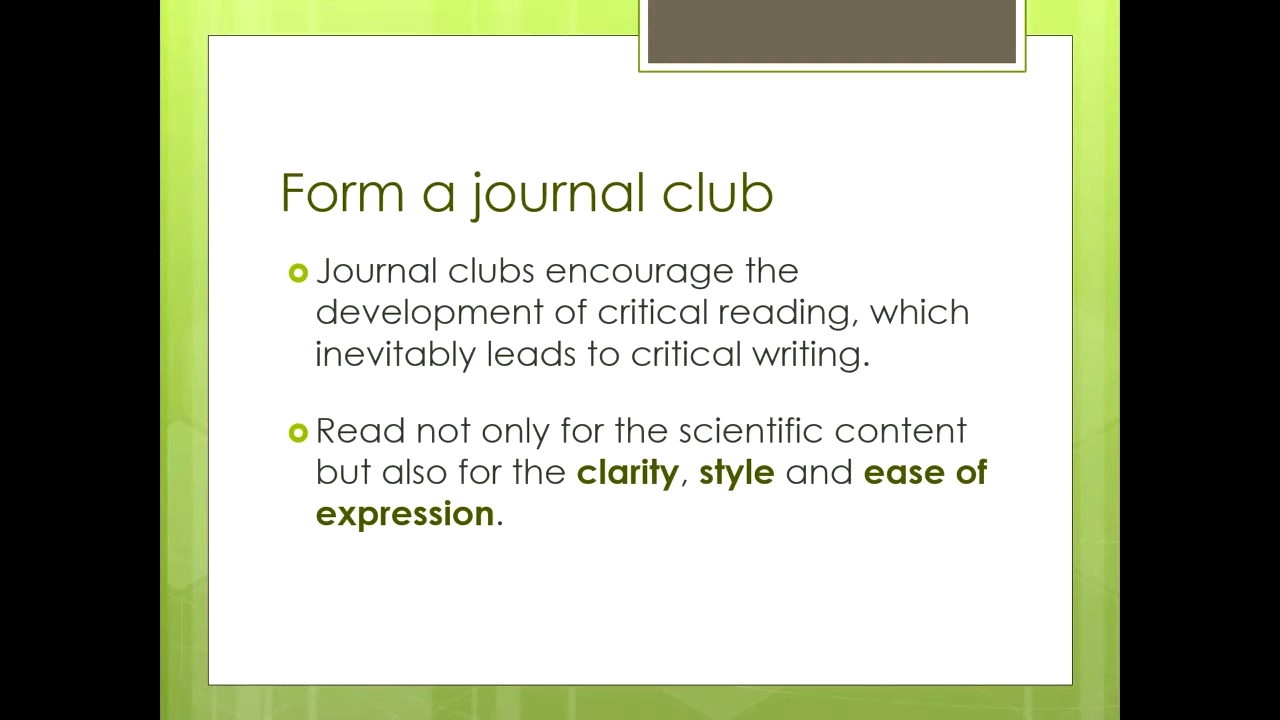 Form a journal club
Journal clubs encourage the
development of critical reading, which
inevitably leads to critical writing.
Read not only for the scientific content
but also for the clarity, style and ease of
expression.